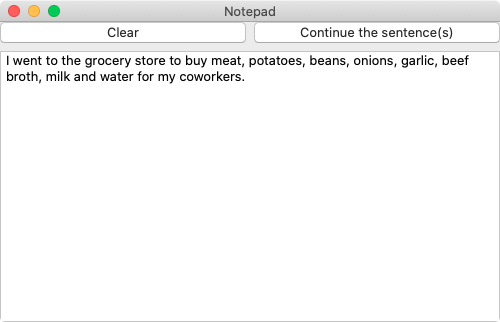 Notepad
Clear
Continue the sentence(s)
I went to the grocery store to buy meat, potatoes, beans, onions, garlic, beef
broth, milk and water for my coworkers.